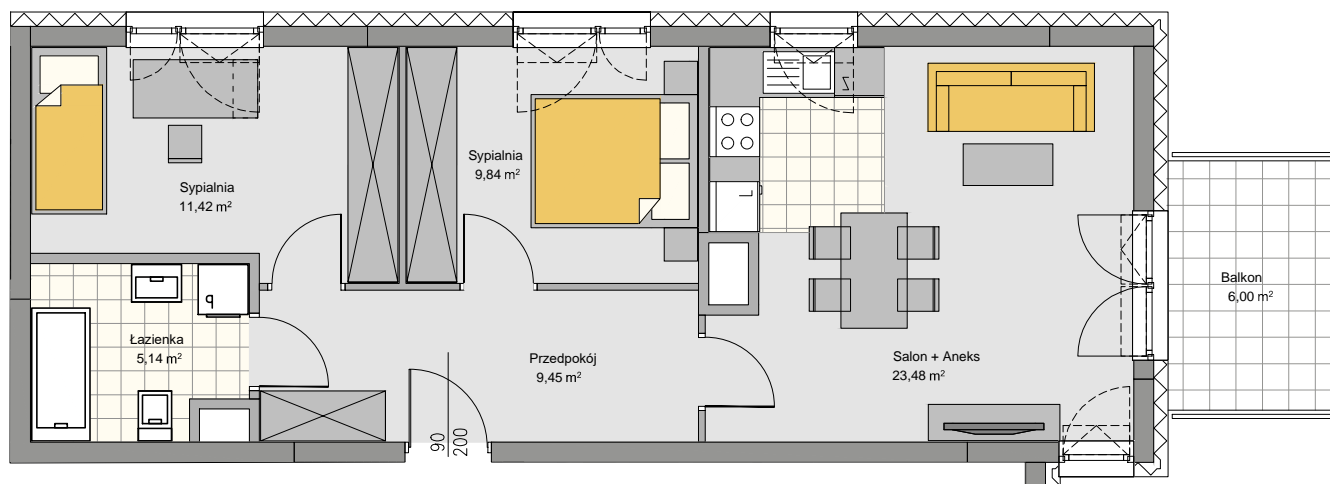 Sypialnia
11,42 m²
Sypialnia
9,84 m²
Łazienka
5,14 m²
Przedpokój
9,45 m²
Salon + Aneks
23,48 m²
Balkon
6,00 m²
90
200
Z
L
p